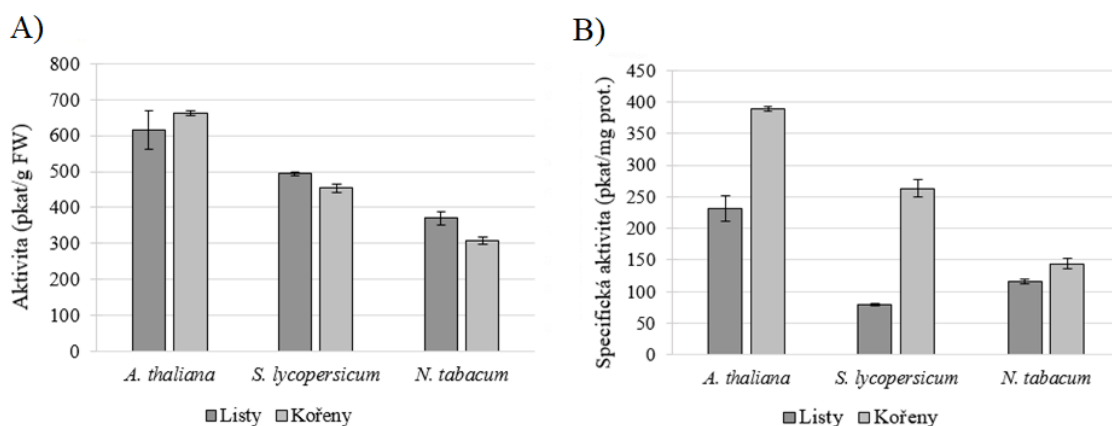 A)
Aktivita (pkat/g FW)
800
700
600
500
400
300
200
100
0
A. thaliana S. lycopersicum N. tabacum
Listy Kořeny
B)
Specifická aktivita (pkat/mg prot.)
450
400
350
300
250
200
150
100
50
0
A. thaliana S. lycopersicum N. tabacum
Listy Kořeny